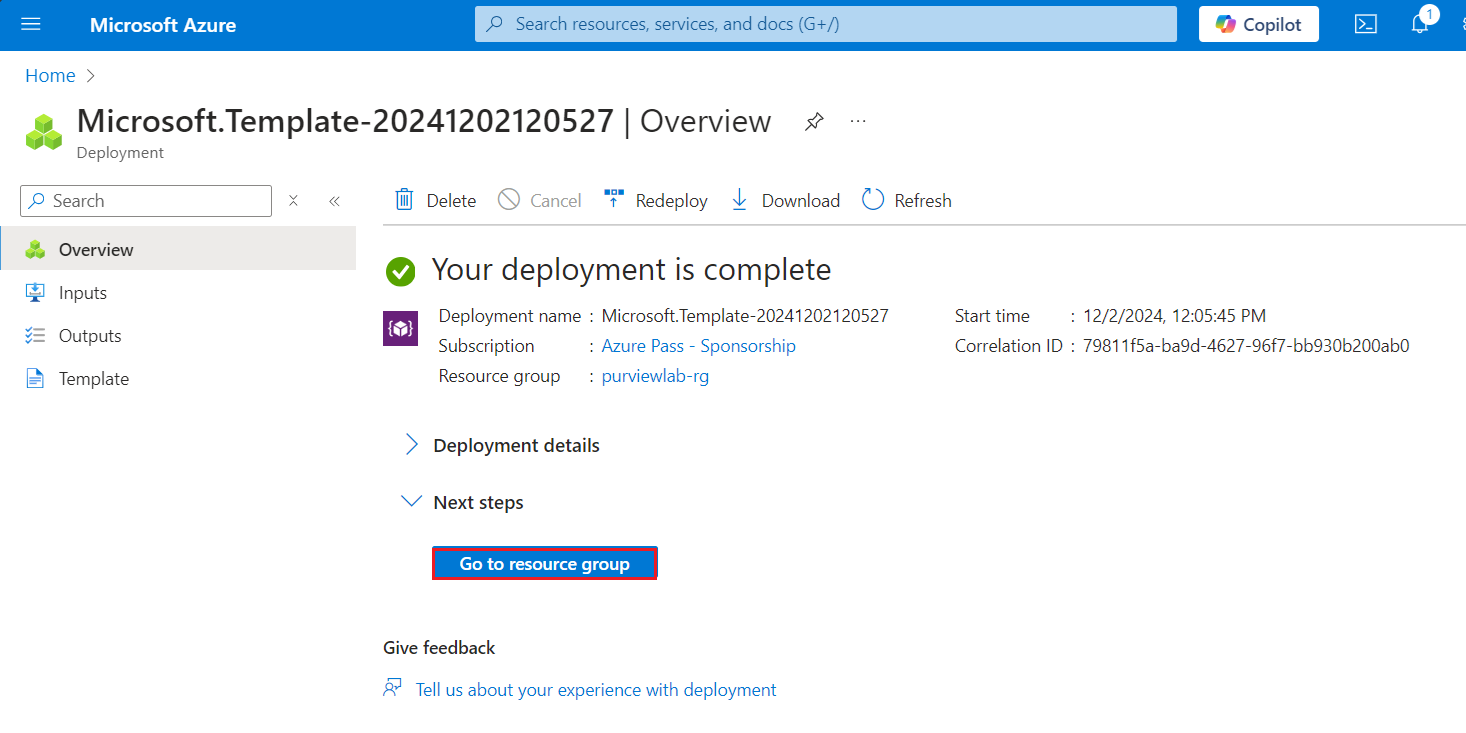 Microsoft Azure
Search resources, services, and docs (G+/)
Copilot
1
Home
Microsoft.Template-20241202120527 | Overview
...
Deployment
Search
Delete
Cancel
Redeploy
Download
Refresh
Overview
Inputs
Outputs
Template
Your deployment is complete
Deployment name : Microsoft.Template-20241202120527
Subscription : Azure Pass - Sponsorship
Resource group : purviewlab-rg
Start time : 12/2/2024, 12:05:45 PM
Correlation ID : 79811f5a-ba9d-4627-96f7-bb930b200ab0
Deployment details
Next steps
Go to resource group
Give feedback
Tell us about your experience with deployment